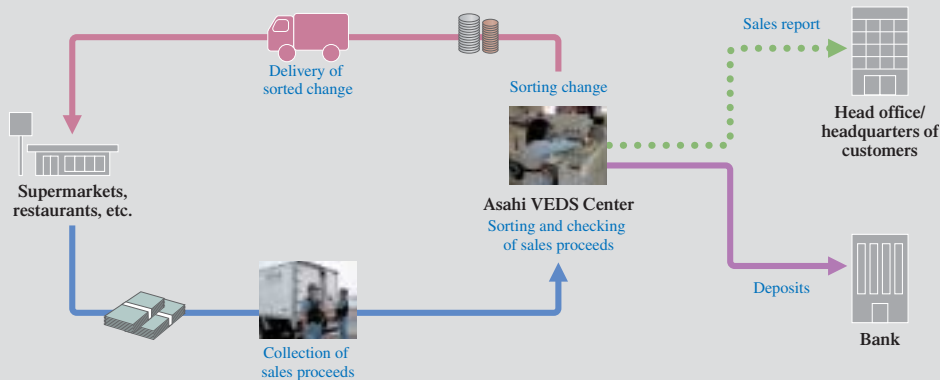 Sales report
Delivery of
sorted change
Sorting change
Head office/
headquarters of
customers
Supermarkets,
restaurants, etc.
Asahi VEDS Center
Sorting and checking
of sales proceeds
Deposits
Bank
Collection of
sales proceeds